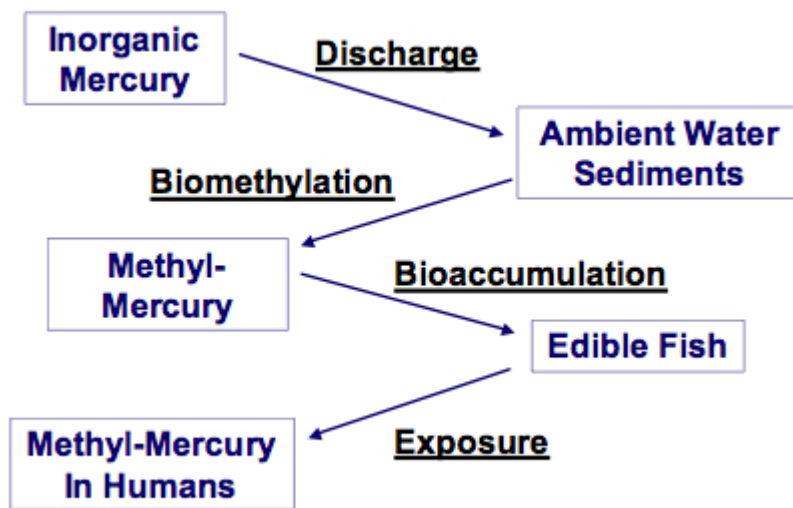 Inorganic
Mercury
Discharge
Ambient Water
Sediments
Biomethylation
Methyl-
Mercury
Bioaccumulation
Edible Fish
Exposure
Methyl-Mercury
In Humans